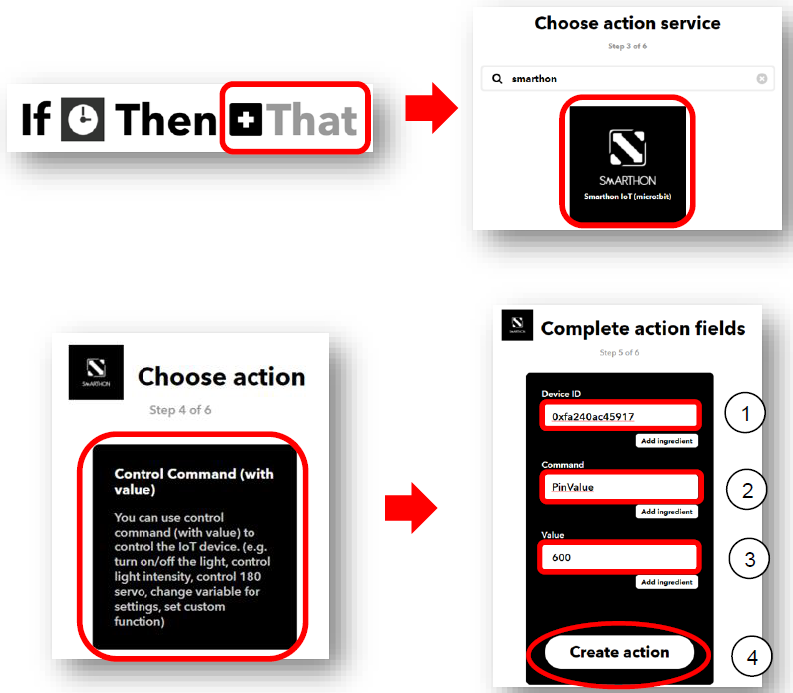 If Then That
Choose action service
Step 3 of 6
smarthon
SMARTHON
Smarthon IoT (micro:bit)
SMARTHON
Choose action
Step 4 of 6
Control Command (with
value)
You can use control
command (with value) to
control the IoT device. (e.g.
turn on/off the light, control
light intensity, control 180
servo, change variable for
settings, set custom
function)
SMARTHON
Complete action fields
Step 5 of 6
Device ID
0xfa240ac45917
1
Add ingredient
Command
PinValue
2
Add ingredient
Value
600
3
Add ingredient
Create action
4